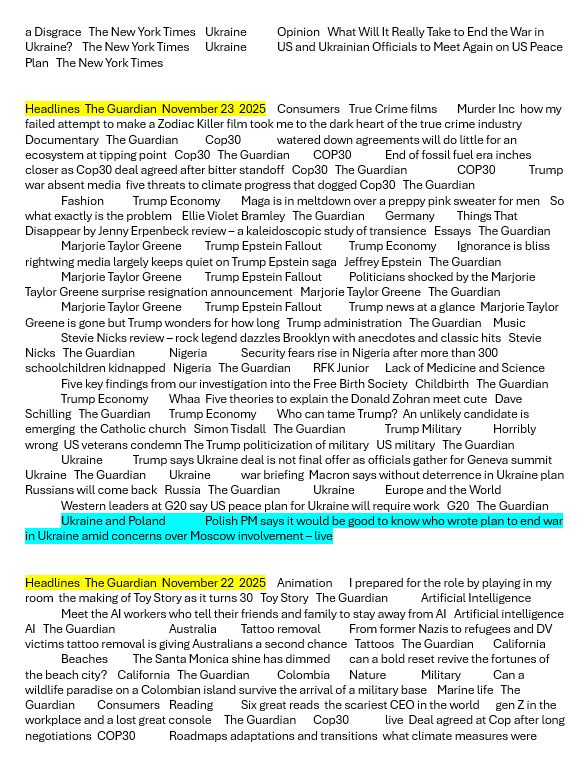 a Disgrace The New York Times Ukraine Opinion What Will It Really Take to End the War in
Ukraine? The New York Times Ukraine US and Ukrainian Officials to Meet Again on US Peace
Plan The New York Times
Headlines The Guardian November 23 2025 Consumers True Crime films Murder Inc how my
failed attempt to make a Zodiac Killer film took me to the dark heart of the true crime industry
Documentary The Guardian Cop30 watered down agreements will do little for an
ecosystem at tipping point Cop30 The Guardian COP30 End of fossil fuel era inches
closer as Cop30 deal agreed after bitter standoff Cop30 The Guardian COP30 Trump
war absent media five threats to climate progress that dogged Cop30 The Guardian
Fashion Trump Economy Maga is in meltdown over a preppy pink sweater for men So
what exactly is the problem Ellie Violet Bramley The Guardian Germany Things That
Disappear by Jenny Erpenbeck review – a kaleidoscopic study of transience Essays The Guardian
Marjorie Taylor Greene Trump Epstein Fallout Trump Economy Ignorance is bliss
rightwing media largely keeps quiet on Trump Epstein saga Jeffrey Epstein The Guardian
Marjorie Taylor Greene Trump Epstein Fallout Politicians shocked by the Marjorie
Taylor Greene surprise resignation announcement Marjorie Taylor Greene The Guardian
Marjorie Taylor Greene Trump Epstein Fallout Trump news at a glance Marjorie Taylor
Greene is gone but Trump wonders for how long Trump administration The Guardian Music
Stevie Nicks review – rock legend dazzles Brooklyn with anecdotes and classic hits Stevie
Nicks The Guardian Nigeria Security fears rise in Nigeria after more than 300
schoolchildren kidnapped Nigeria The Guardian RFK Junior Lack of Medicine and Science
Five key findings from our investigation into the Free Birth Society Childbirth The Guardian
Trump Economy Whaa Five theories to explain the Donald Zohran meet cute Dave
Schilling The Guardian Trump Economy Who can tame Trump? An unlikely candidate is
emerging the Catholic church Simon Tisdall The Guardian Trump Military Horribly
wrong US veterans condemn The Trump politicization of military US military The Guardian
Ukraine Trump says Ukraine deal is not final offer as officials gather for Geneva summit
Ukraine The Guardian Ukraine war briefing Macron says without deterrence in Ukraine plan
Russians will come back Russia The Guardian Ukraine Europe and the World
Western leaders at G20 say US peace plan for Ukraine will require work G20 The Guardian
Ukraine and Poland Polish PM says it would be good to know who wrote plan to end war
in Ukraine amid concerns over Moscow involvement – live
Headlines The Guardian November 22 2025 Animation I prepared for the role by playing in my
room the making of Toy Story as it turns 30 Toy Story The Guardian Artificial Intelligence
Meet the AI workers who tell their friends and family to stay away from AI Artificial intelligence
AI The Guardian Australia Tattoo removal From former Nazis to refugees and DV
victims tattoo removal is giving Australians a second chance Tattoos The Guardian California
Beaches The Santa Monica shine has dimmed can a bold reset revive the fortunes of
the beach city? California The Guardian Colombia Nature Military Can a
wildlife paradise on a Colombian island survive the arrival of a military base Marine life The
Guardian Consumers Reading Six great reads the scariest CEO in the world gen Z in the
workplace and a lost great console The Guardian Cop30 live Deal agreed at Cop after long
negotiations COP30 Roadmaps adaptations and transitions what climate measures were